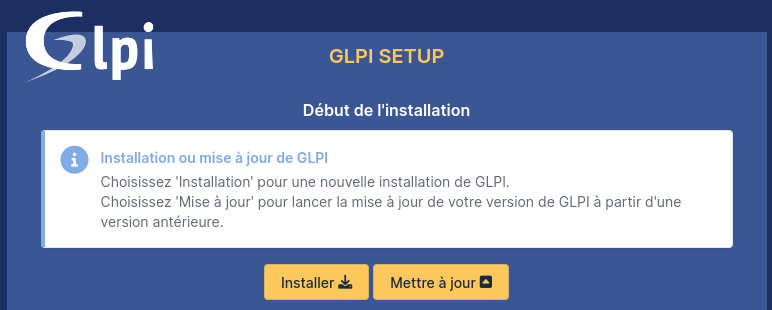 Glpi
GLPI SETUP
Début de l'installation
Installation ou mise à jour de GLPI
Choisissez 'Installation' pour une nouvelle installation de GLPI.
Choisissez 'Mise à jour' pour lancer la mise à jour de votre version de GLPI à partir d'une
version antérieure.
Installer Mettre à jour